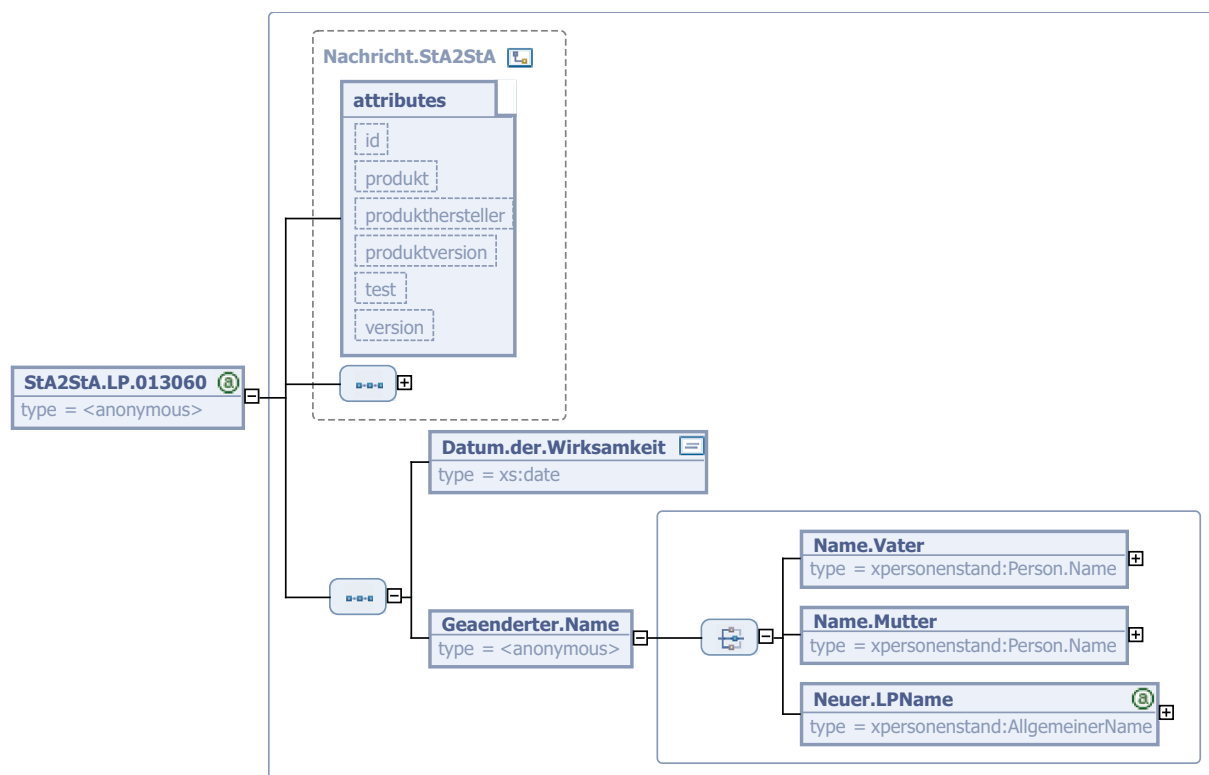 Nachricht.StA2StA
attributes
id
produkt
produkthersteller
produktversion
test
version
StA2StA.LP.013060 a
type = <anonymous>
Datum.der.Wirksamkeit
type = xs:date
Geaenderter.Name
type = <anonymous>
Name.Vater
type = xpersonenstand:Person.Name
Name.Mutter
type = xpersonenstand:Person.Name
Neuer.LPName a
type = xpersonenstand:AllgemeinerName